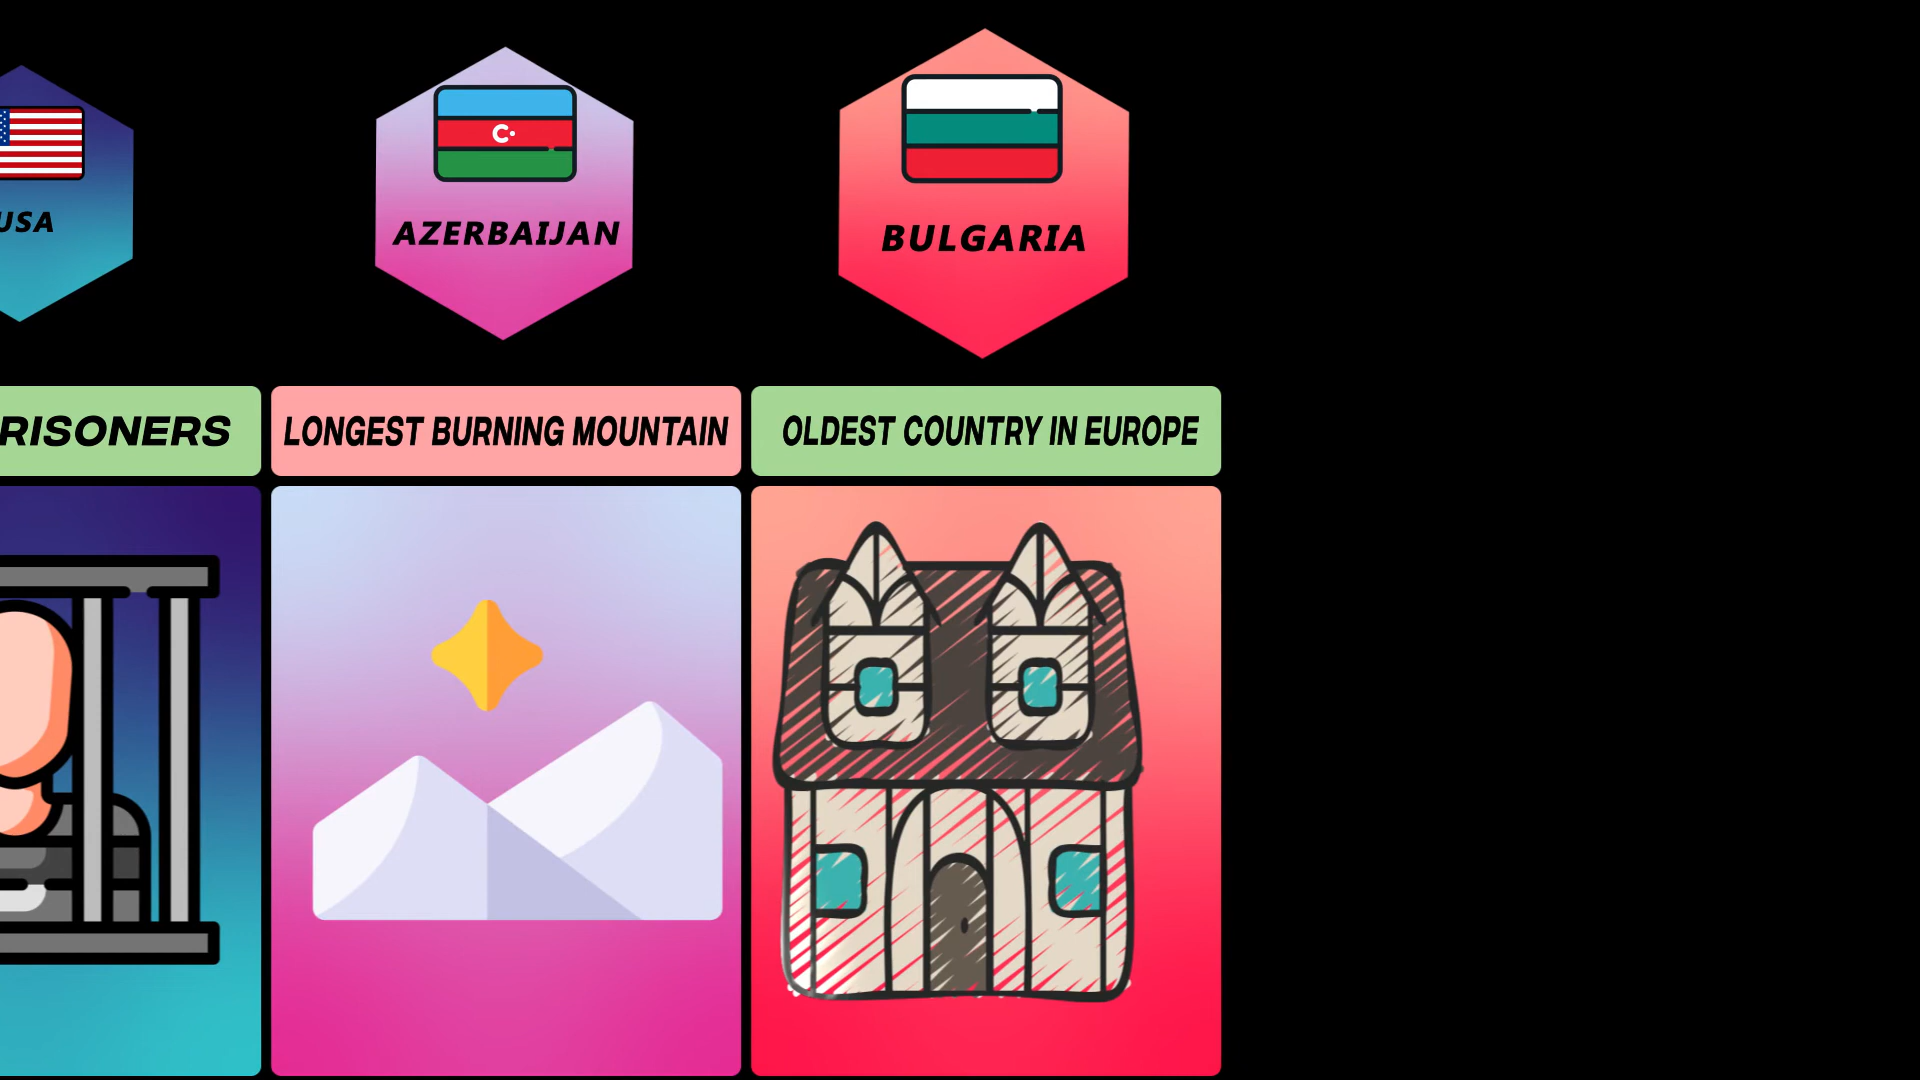 USA
AZERBAIJAN
BULGARIA
RISONERS
LONGEST BURNING MOUNTAIN
OLDEST COUNTRY IN EUROPE